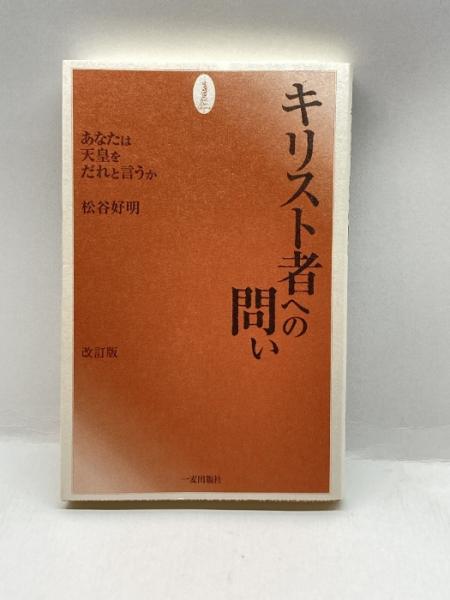 キリスト者への
問い
あなたは
天皇を
だれと言うか
松谷好明
改訂版
一麦出版社